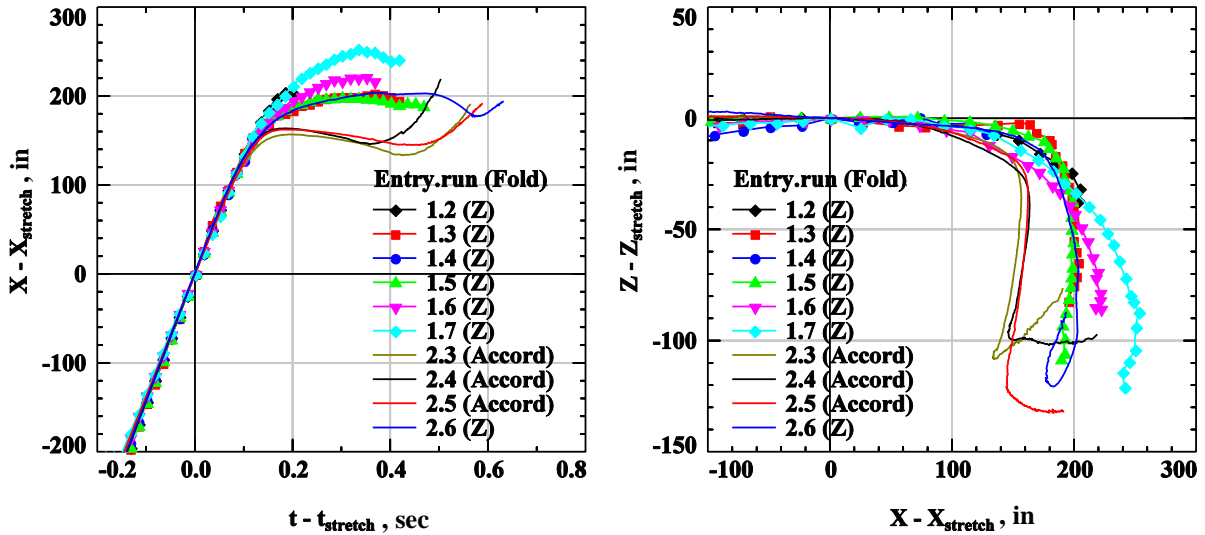 300
200
100
0
-100
-200
X - Xstretch , in
-0.2 0.0 0.2 0.4 0.6 0.8
t - tstretch , sec
Entry.run (Fold)
1.2 (Z)
1.3 (Z)
1.4 (Z)
1.5 (Z)
1.6 (Z)
1.7 (Z)
2.3 (Accord)
2.4 (Accord)
2.5 (Accord)
2.6 (Z)
50
0
-50
-100
-150
Z - Zstretch , in
-100 0 100 200 300
X - Xstretch , in
Entry.run (Fold)
1.2 (Z)
1.3 (Z)
1.4 (Z)
1.5 (Z)
1.6 (Z)
1.7 (Z)
2.3 (Accord)
2.4 (Accord)
2.5 (Accord)
2.6 (Z)